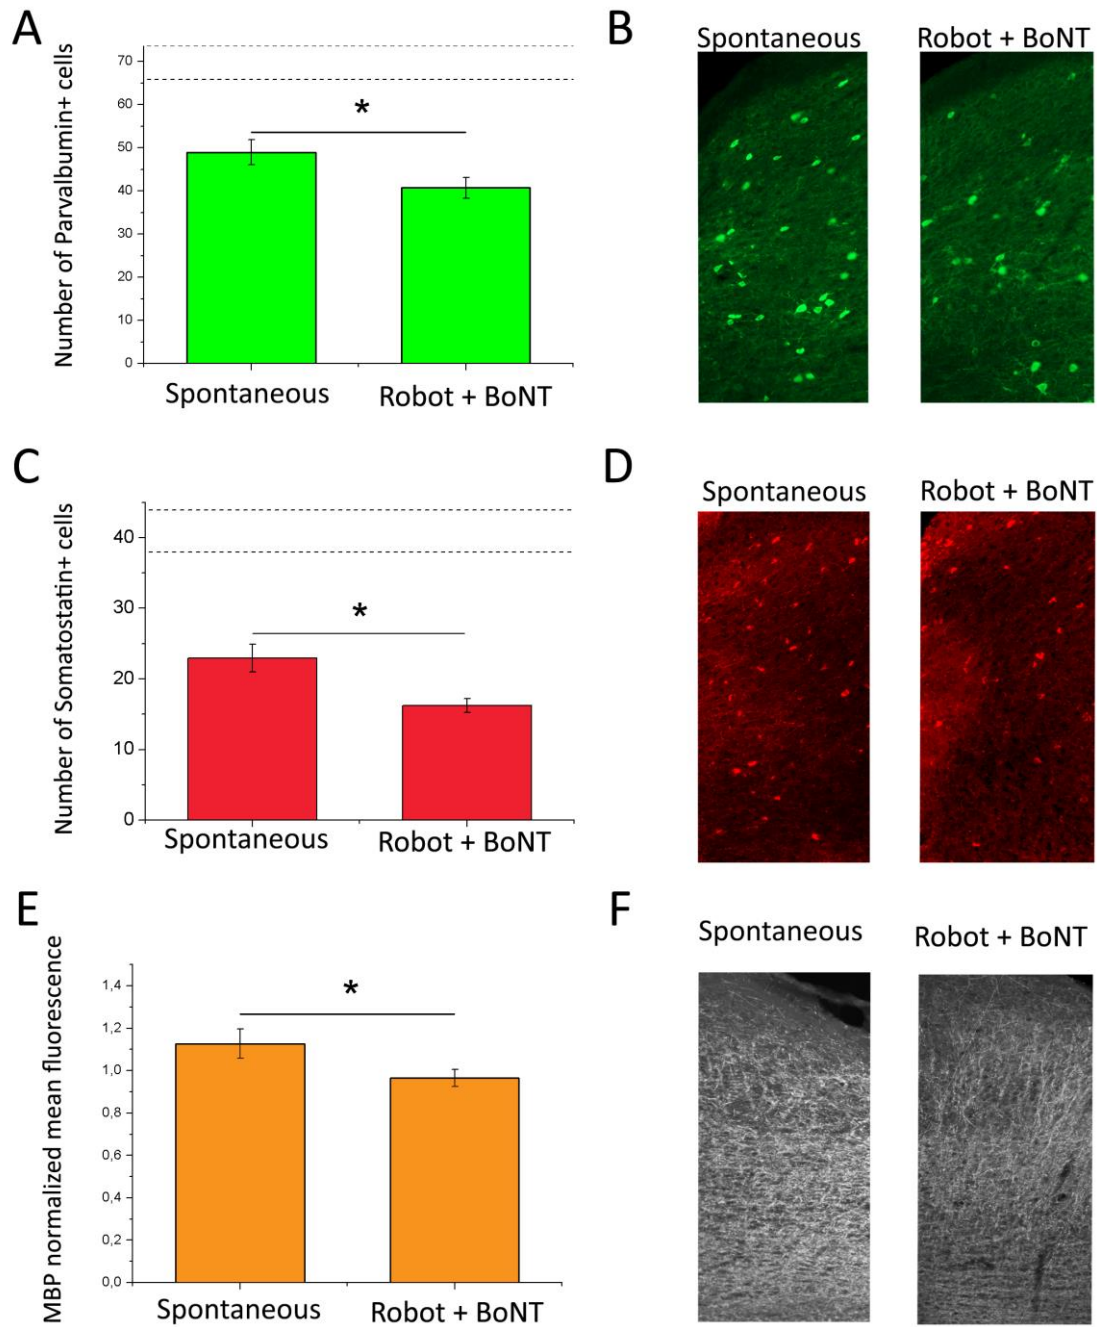 A
Number of Parvalbumin+ cells
70
60
50
40
30
20
10
0
*
Spontaneous
Robot + BoNT
B
Spontaneous
Robot + BoNT
C
Number of Somatostatin+ cells
40
30
20
10
0
*
Spontaneous
Robot + BoNT
D
Spontaneous
Robot + BoNT
E
MBP normalized mean fluorescence
1,4
1,2
1,0
0,8
0,6
0,4
0,2
0,0
*
Spontaneous
Robot + BoNT
F
Spontaneous
Robot + BoNT